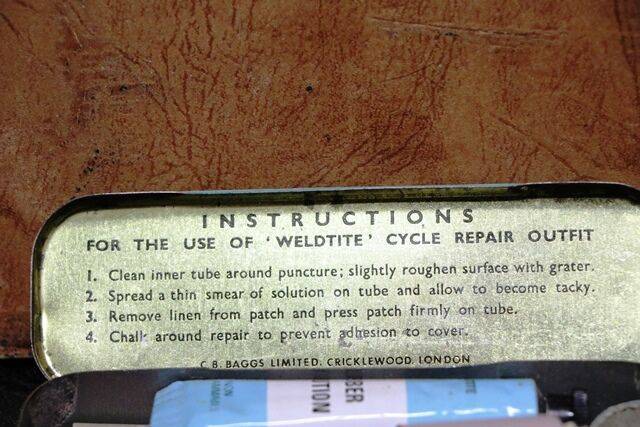 INSTRUCTIONS
FOR THE USE OF 'WELDTITE' CYCLE REPAIR OUTFIT
1. Clean inner tube around puncture; slightly roughen surface with grater.
2. Spread a thin smear of solution on tube and allow to become tacky.
3. Remove linen from patch and press patch firmly on tube.
4. Chalk around repair to prevent adhesion to cover.
C. B. BAGGS LIMITED. CRICKLEWOOD. LONDON
BBER
TION